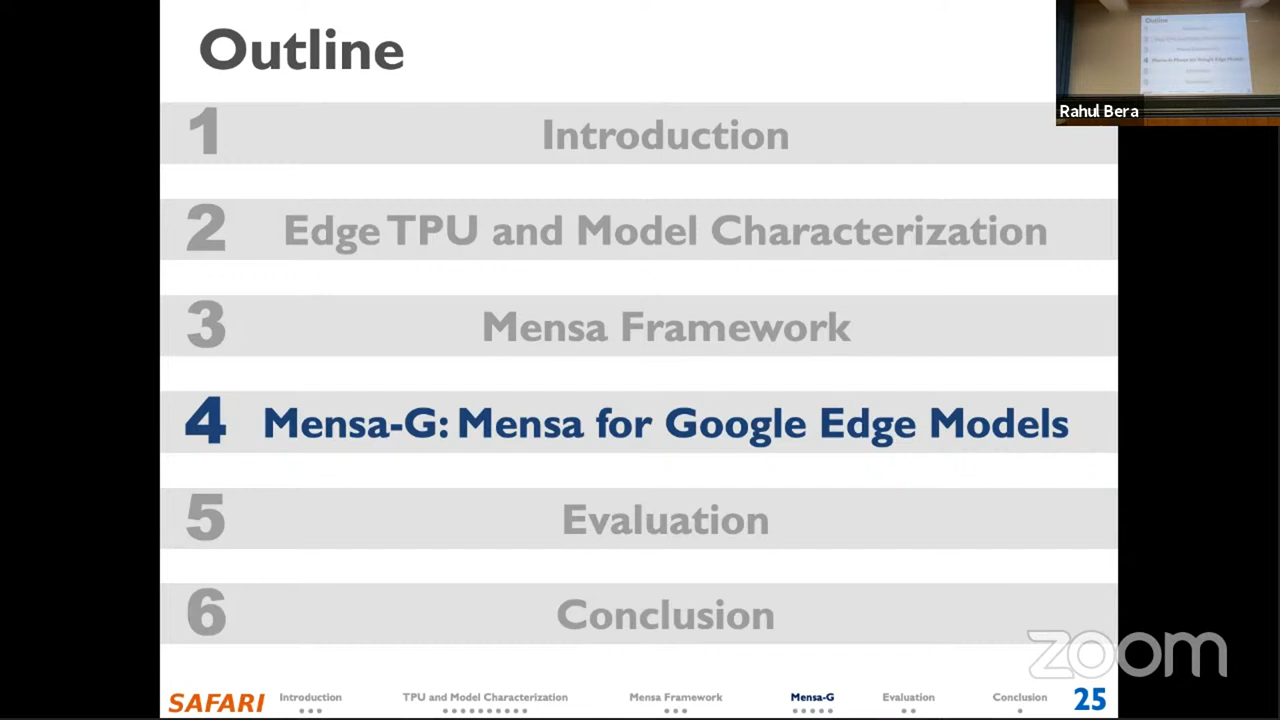 Outline
1 Introduction
2 Edge TPU and Model Characterization
3 Mensa Framework
4 Mensa-G: Mensa for Google Edge Models
5 Evaluation
6 Conclusion
Rahul Bera
zoom
SAFARI Introduction TPU and Model Characterization Mensa Framework Mensa-G Evaluation Conclusion 25